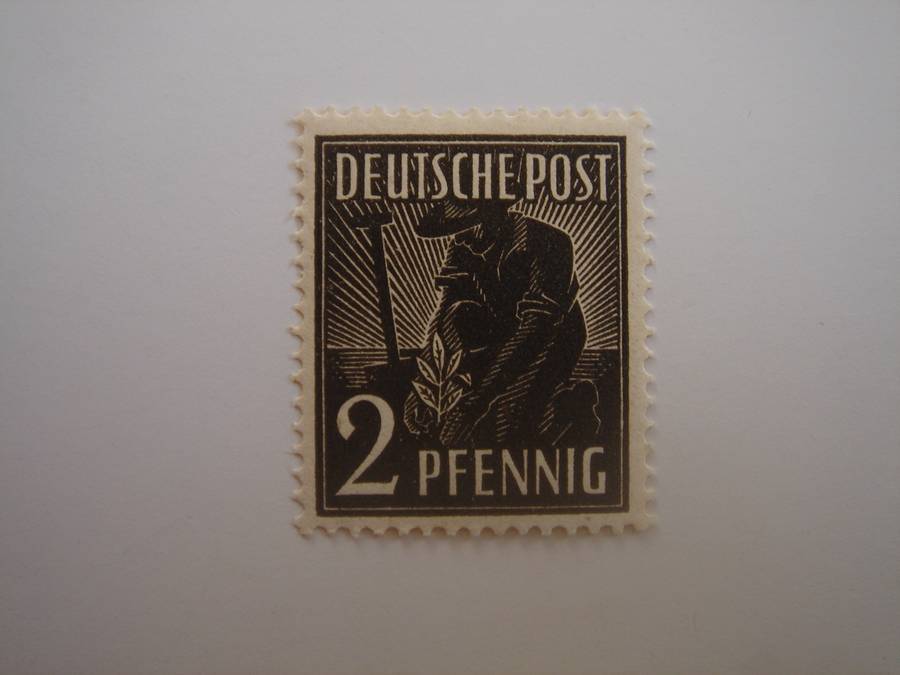 DEUTSCHE POST
2 PFENNIG